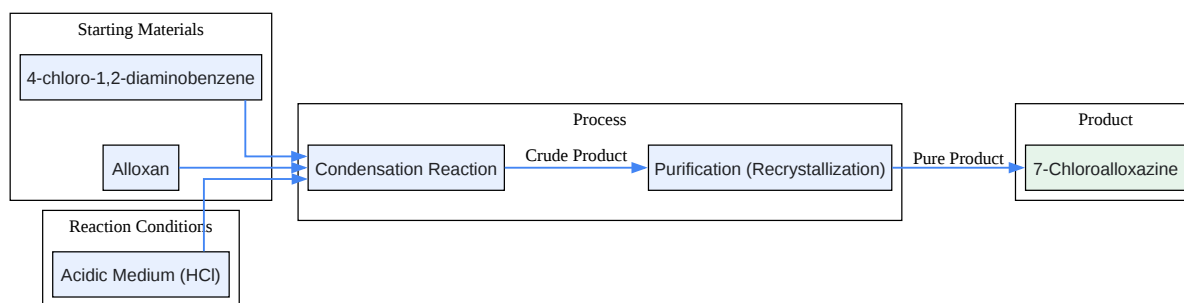 Starting Materials
4-chloro-1,2-diaminobenzene
Alloxan
Reaction Conditions
Acidic Medium (HCl)
Process
Condensation Reaction
Crude Product
Purification (Recrystallization)
Pure Product
Product
7-Chloroalloxazine